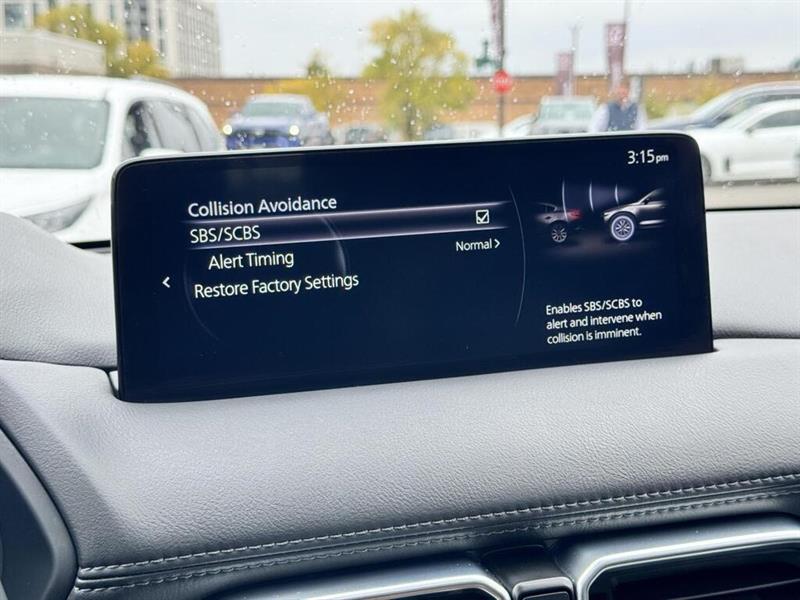 3:15pm
Collision Avoidance
SBS/SCBS
Alert Timing
Normal >
Restore Factory Settings
<
Enables SBS/SCBS to
alert and intervene when
collision is imminent.